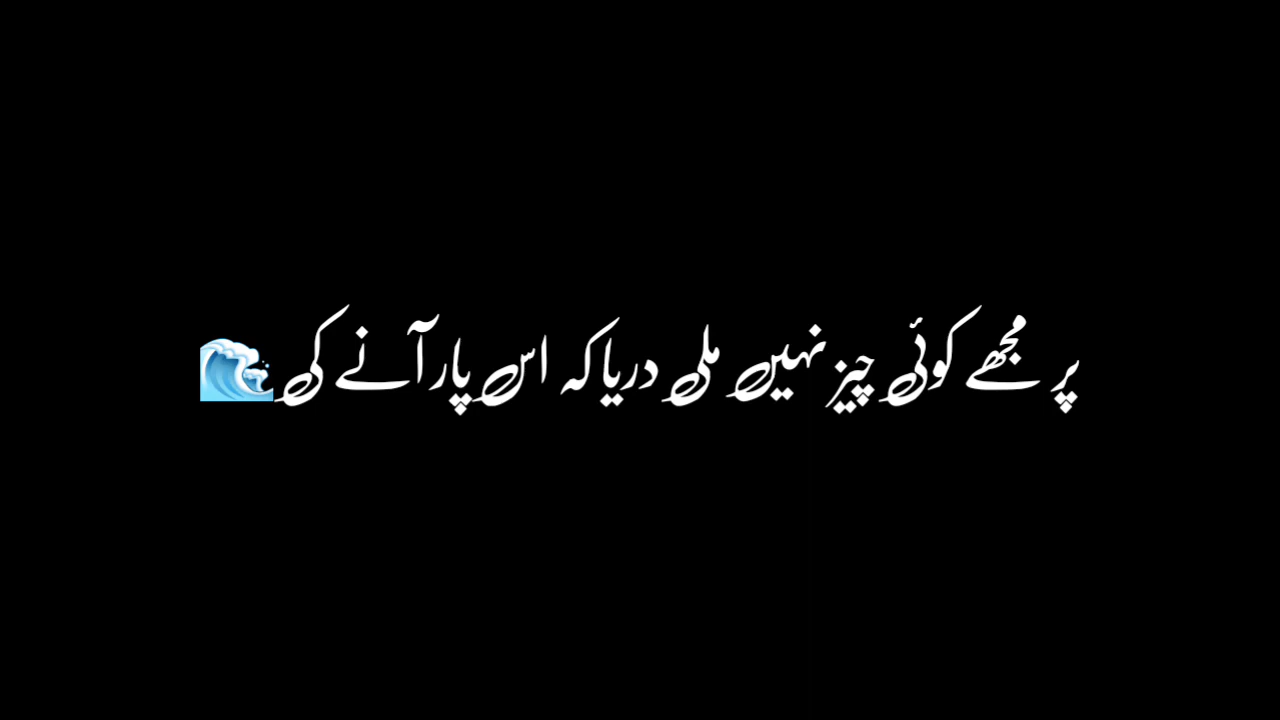 پر مجھے کوئی چیز نہیں ملی دریا کہ اس پار آنے کی 🌊